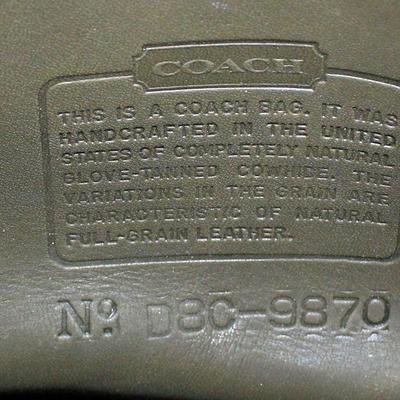 COACH
THIS IS A COACH BAG. IT WAS
HANDCRAFTED IN THE UNITED
STATES OF COMPLETELY NATURAL
GLOVE-TANNED COWHIDE. THE
VARIATIONS IN THE GRAIN ARE
CHARACTERISTIC OF NATURAL
FULL-GRAIN LEATHER.
Nº D8C-9870